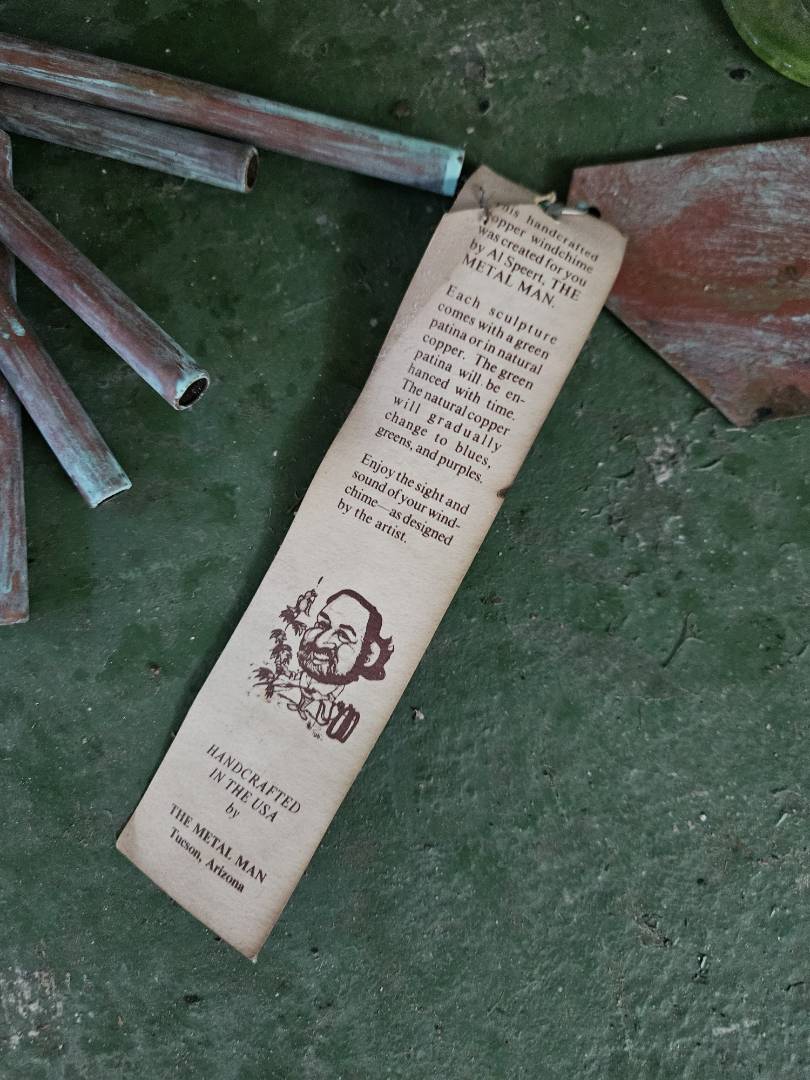 This handcrafted
copper windchime
was created for you
by Al Speert, THE
METAL MAN.
Each sculpture
comes with a green
patina or in natural
copper. The green
patina will be en-
hanced with time.
The natural copper
will gradually
change to blues,
greens, and purples.
Enjoy the sight and
sound of your wind-
chime—as designed
by the artist.
HANDCRAFTED
IN THE USA
by
THE METAL MAN
Tucson, Arizona